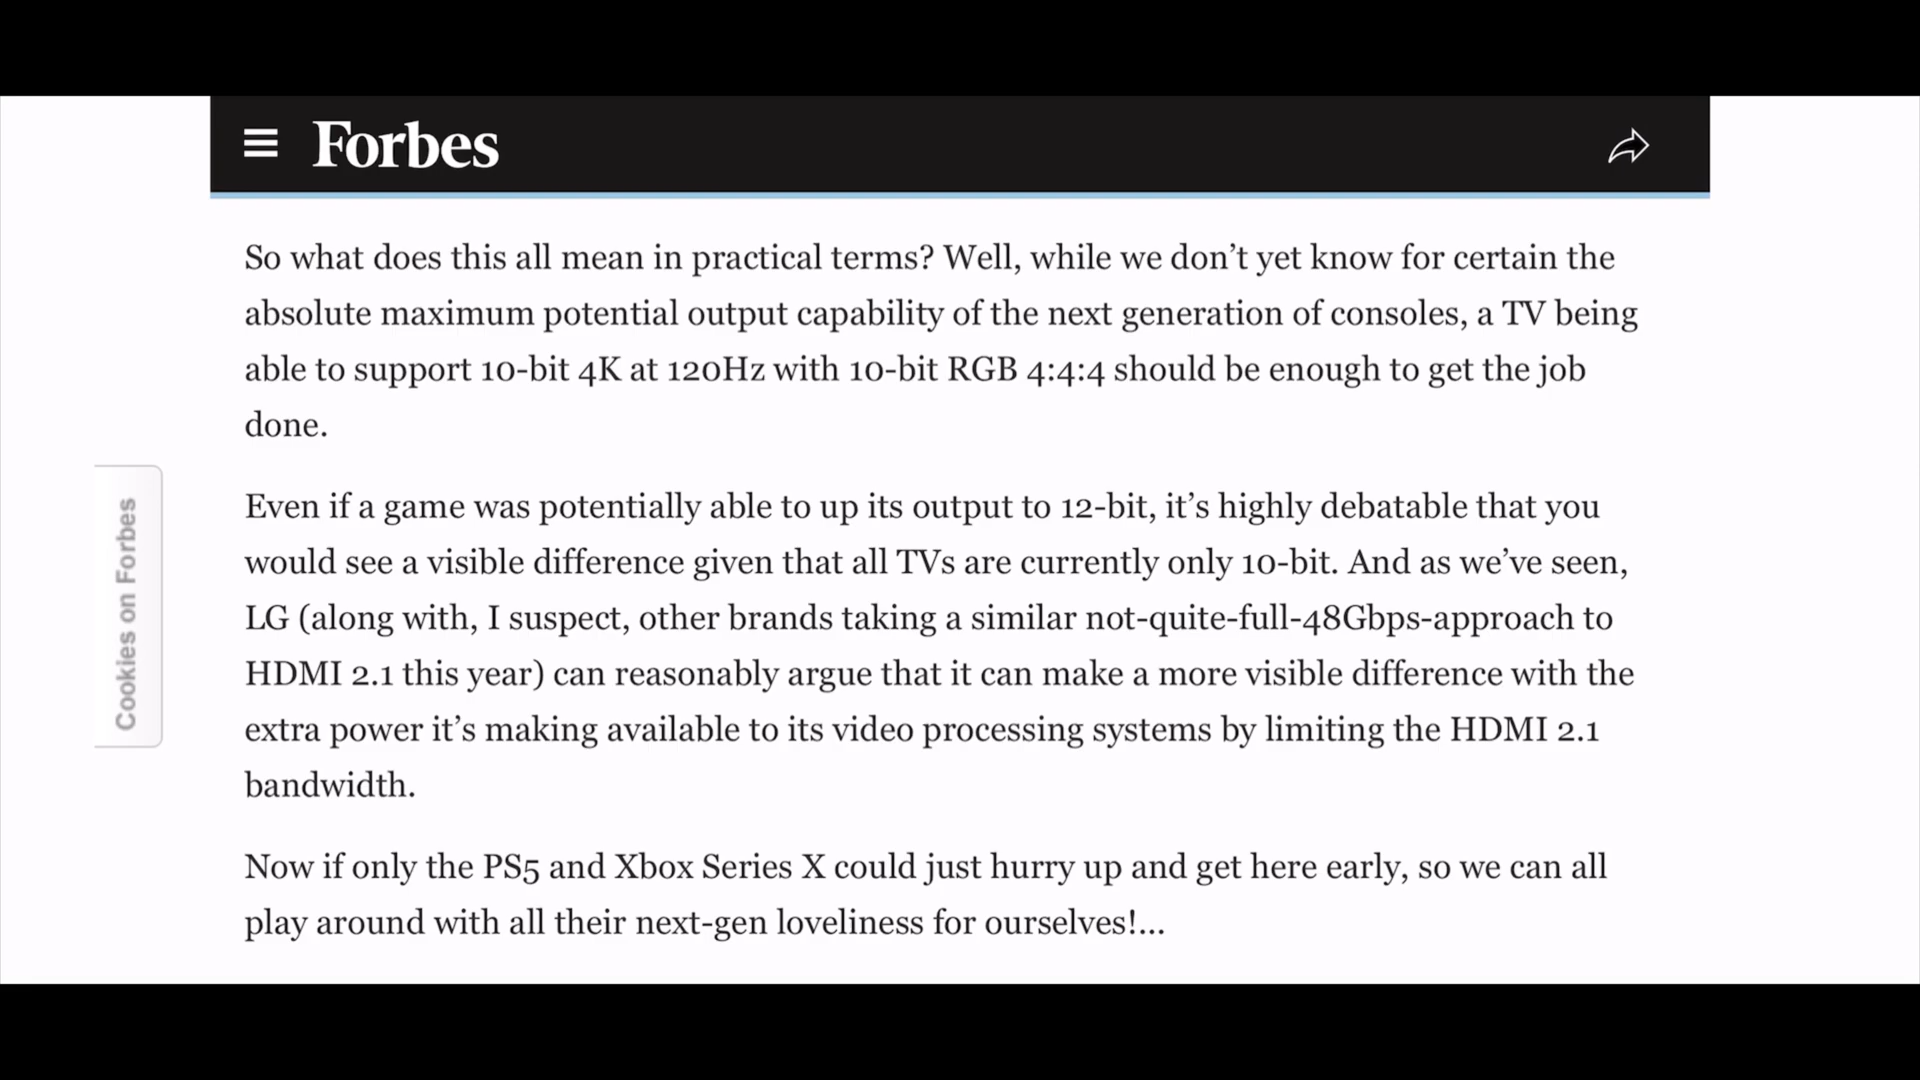 Forbes
So what does this all mean in practical terms? Well, while we don’t yet know for certain the
absolute maximum potential output capability of the next generation of consoles, a TV being
able to support 10-bit 4K at 120Hz with 10-bit RGB 4:4:4 should be enough to get the job
done.
Cookies on Forbes
Even if a game was potentially able to up its output to 12-bit, it’s highly debatable that you
would see a visible difference given that all TVs are currently only 10-bit. And as we’ve seen,
LG (along with, I suspect, other brands taking a similar not-quite-full-48Gbps-approach to
HDMI 2.1 this year) can reasonably argue that it can make a more visible difference with the
extra power it’s making available to its video processing systems by limiting the HDMI 2.1
bandwidth.
Now if only the PS5 and Xbox Series X could just hurry up and get here early, so we can all
play around with all their next-gen loveliness for ourselves!...